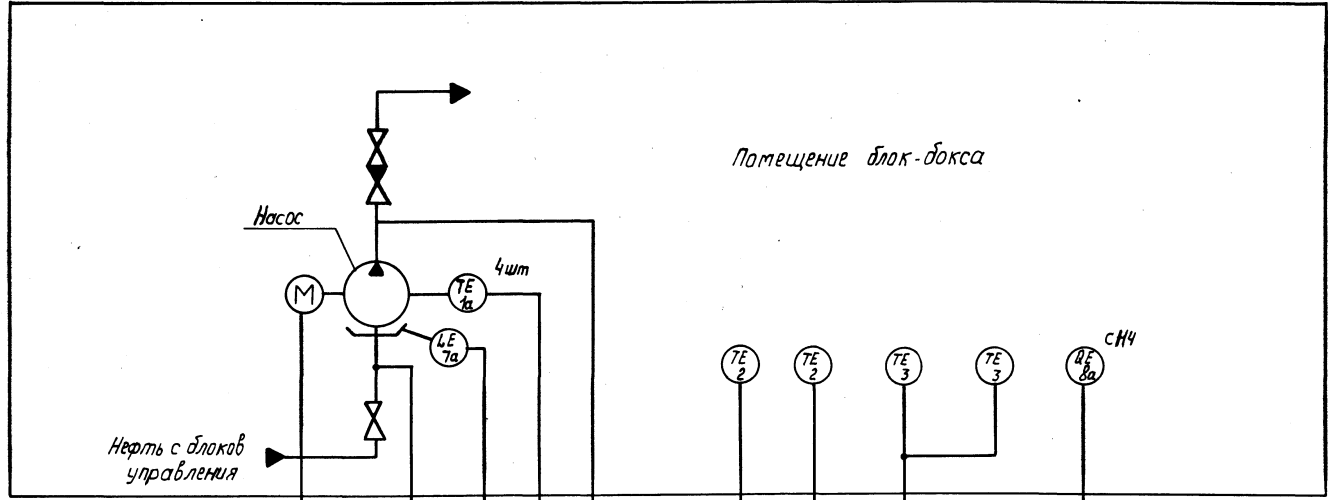 Помещение блок-бокса
Насос
4шт
М
TE
1а
LE
7а
TE
2
TE
2
TE
3
TE
3
QE
8а
CH4
Нефть с блоков
управления